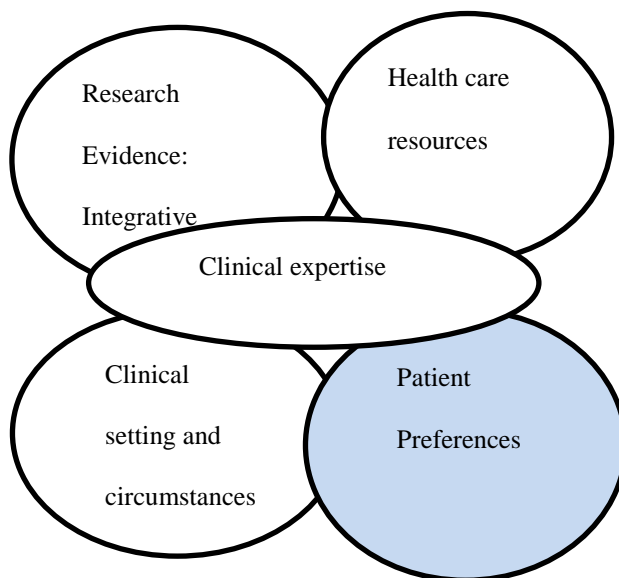 Research
Evidence:
Integrative
Health care
resources
Clinical expertise
Clinical
setting and
circumstances
Patient
Preferences